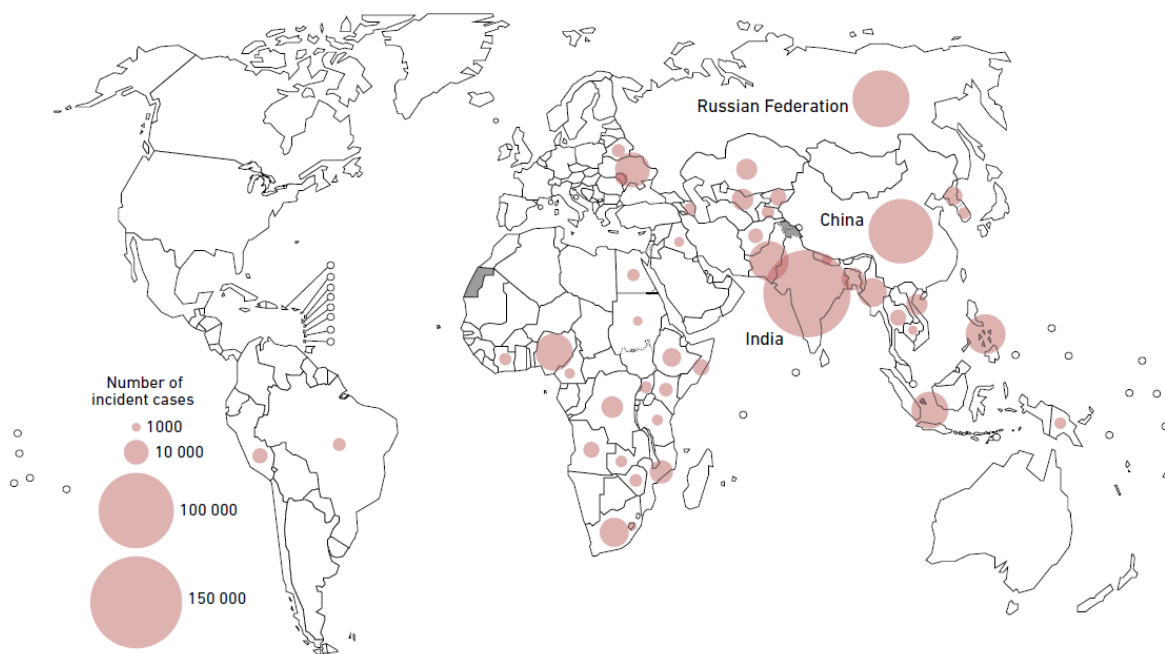 Russian Federation
China
India
Number of
incident cases
1000
10 000
100 000
150 000